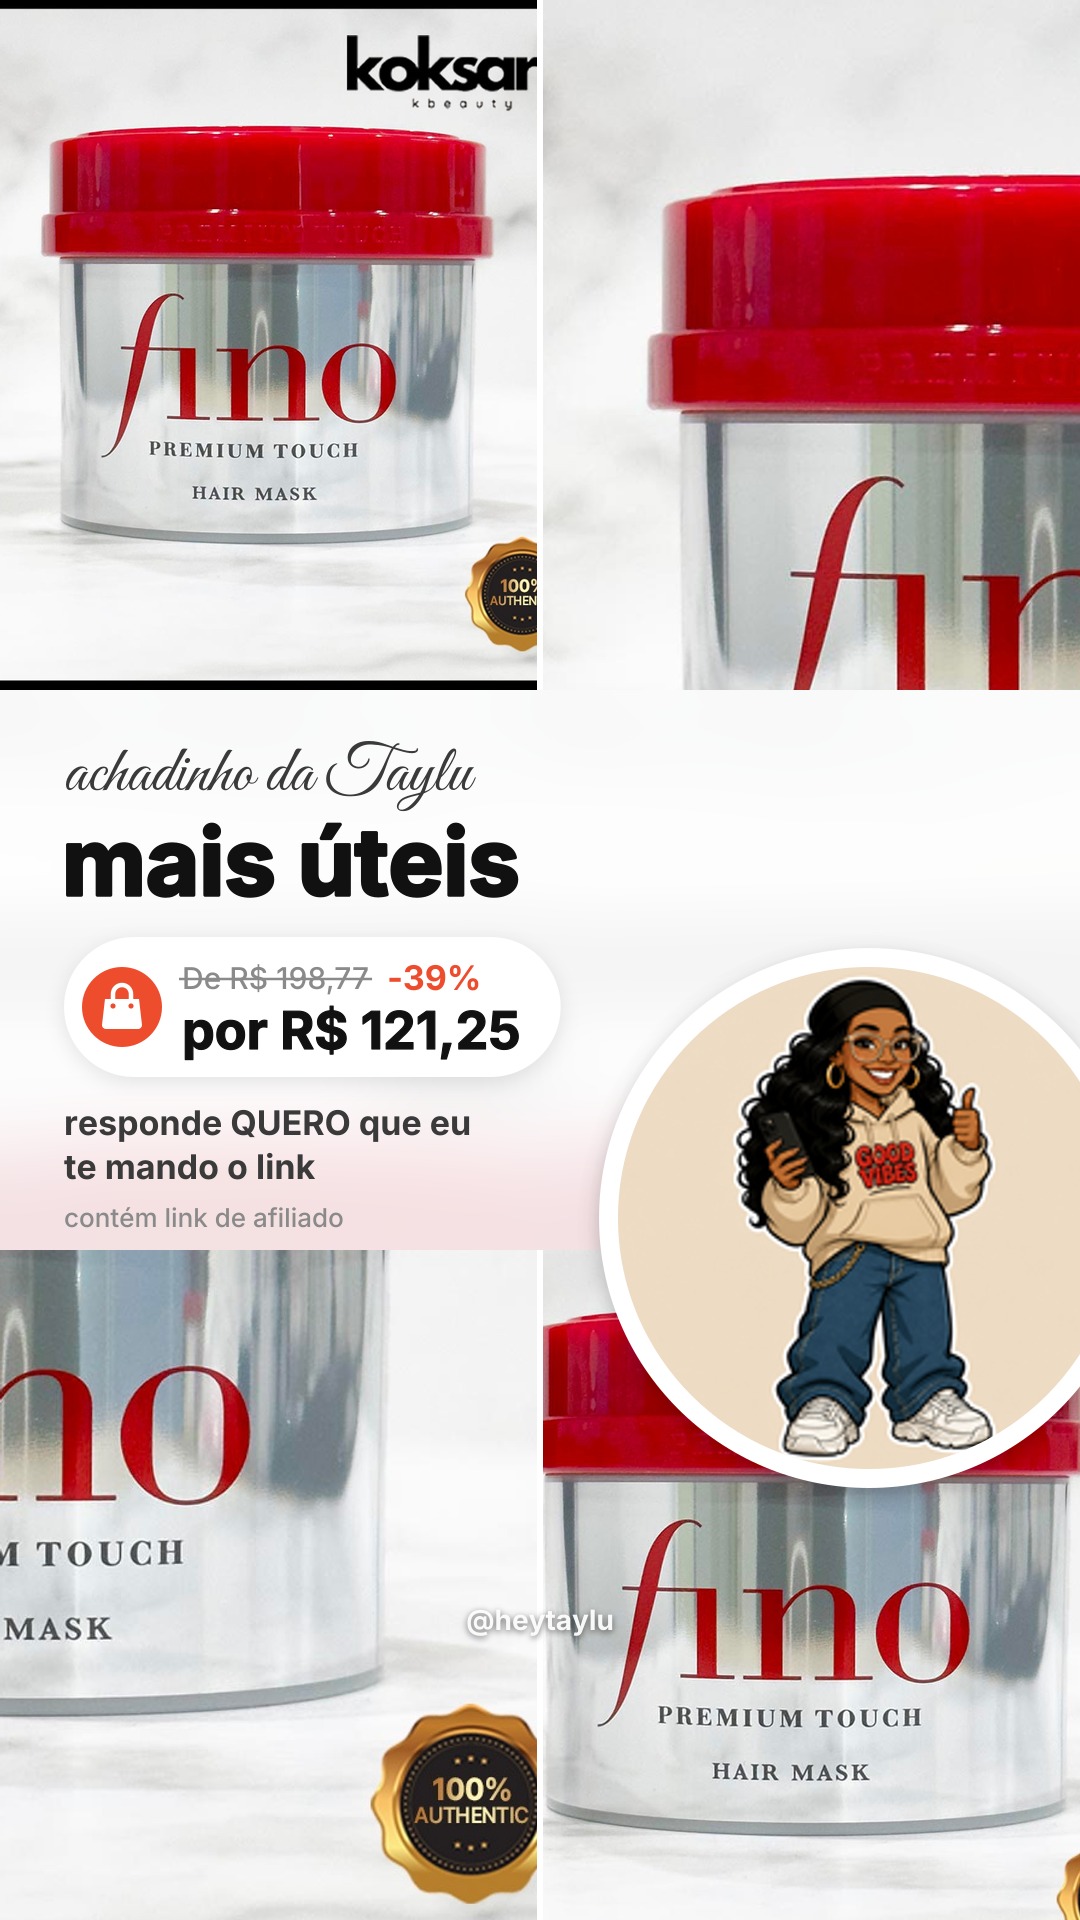 koksar
kbeauty
fino
PREMIUM TOUCH
HAIR MASK
100%
AUTHEN
achadinho da Taylu
mais úteis
De R$ 198,77 -39%
por R$ 121,25
responde QUERO que eu
te mando o link
contém link de afiliado
GOOD
VIBES
no
M TOUCH
MASK
100%
AUTHENTIC
@heytaylu
fino
PREMIUM TOUCH
HAIR MASK